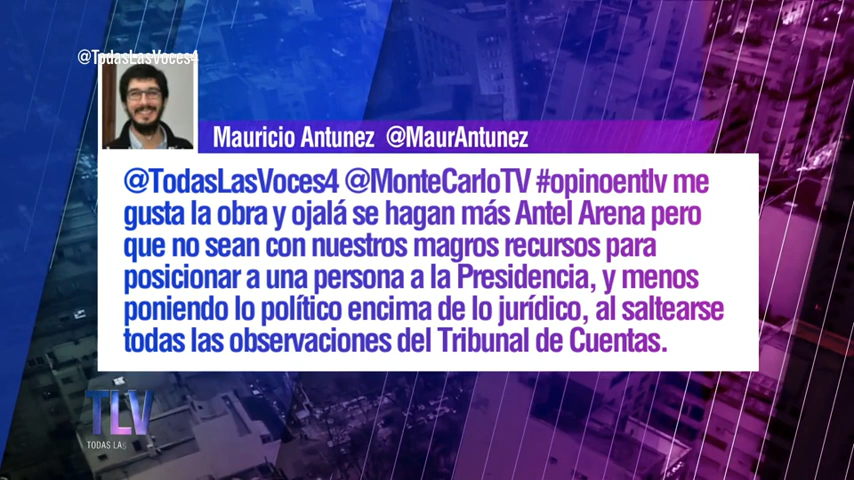 @TodasLasVoces4
Mauricio Antunez @MaurAntunez
@TodasLasVoces4 @MonteCarloTV #opinoentlv me
gusta la obra y ojalá se hagan más Antel Arena pero
que no sean con nuestros magros recursos para
posicionar a una persona a la Presidencia, y menos
poniendo lo político encima de lo jurídico, al saltearse
todas las observaciones del Tribunal de Cuentas.
TLV
TODAS LAS